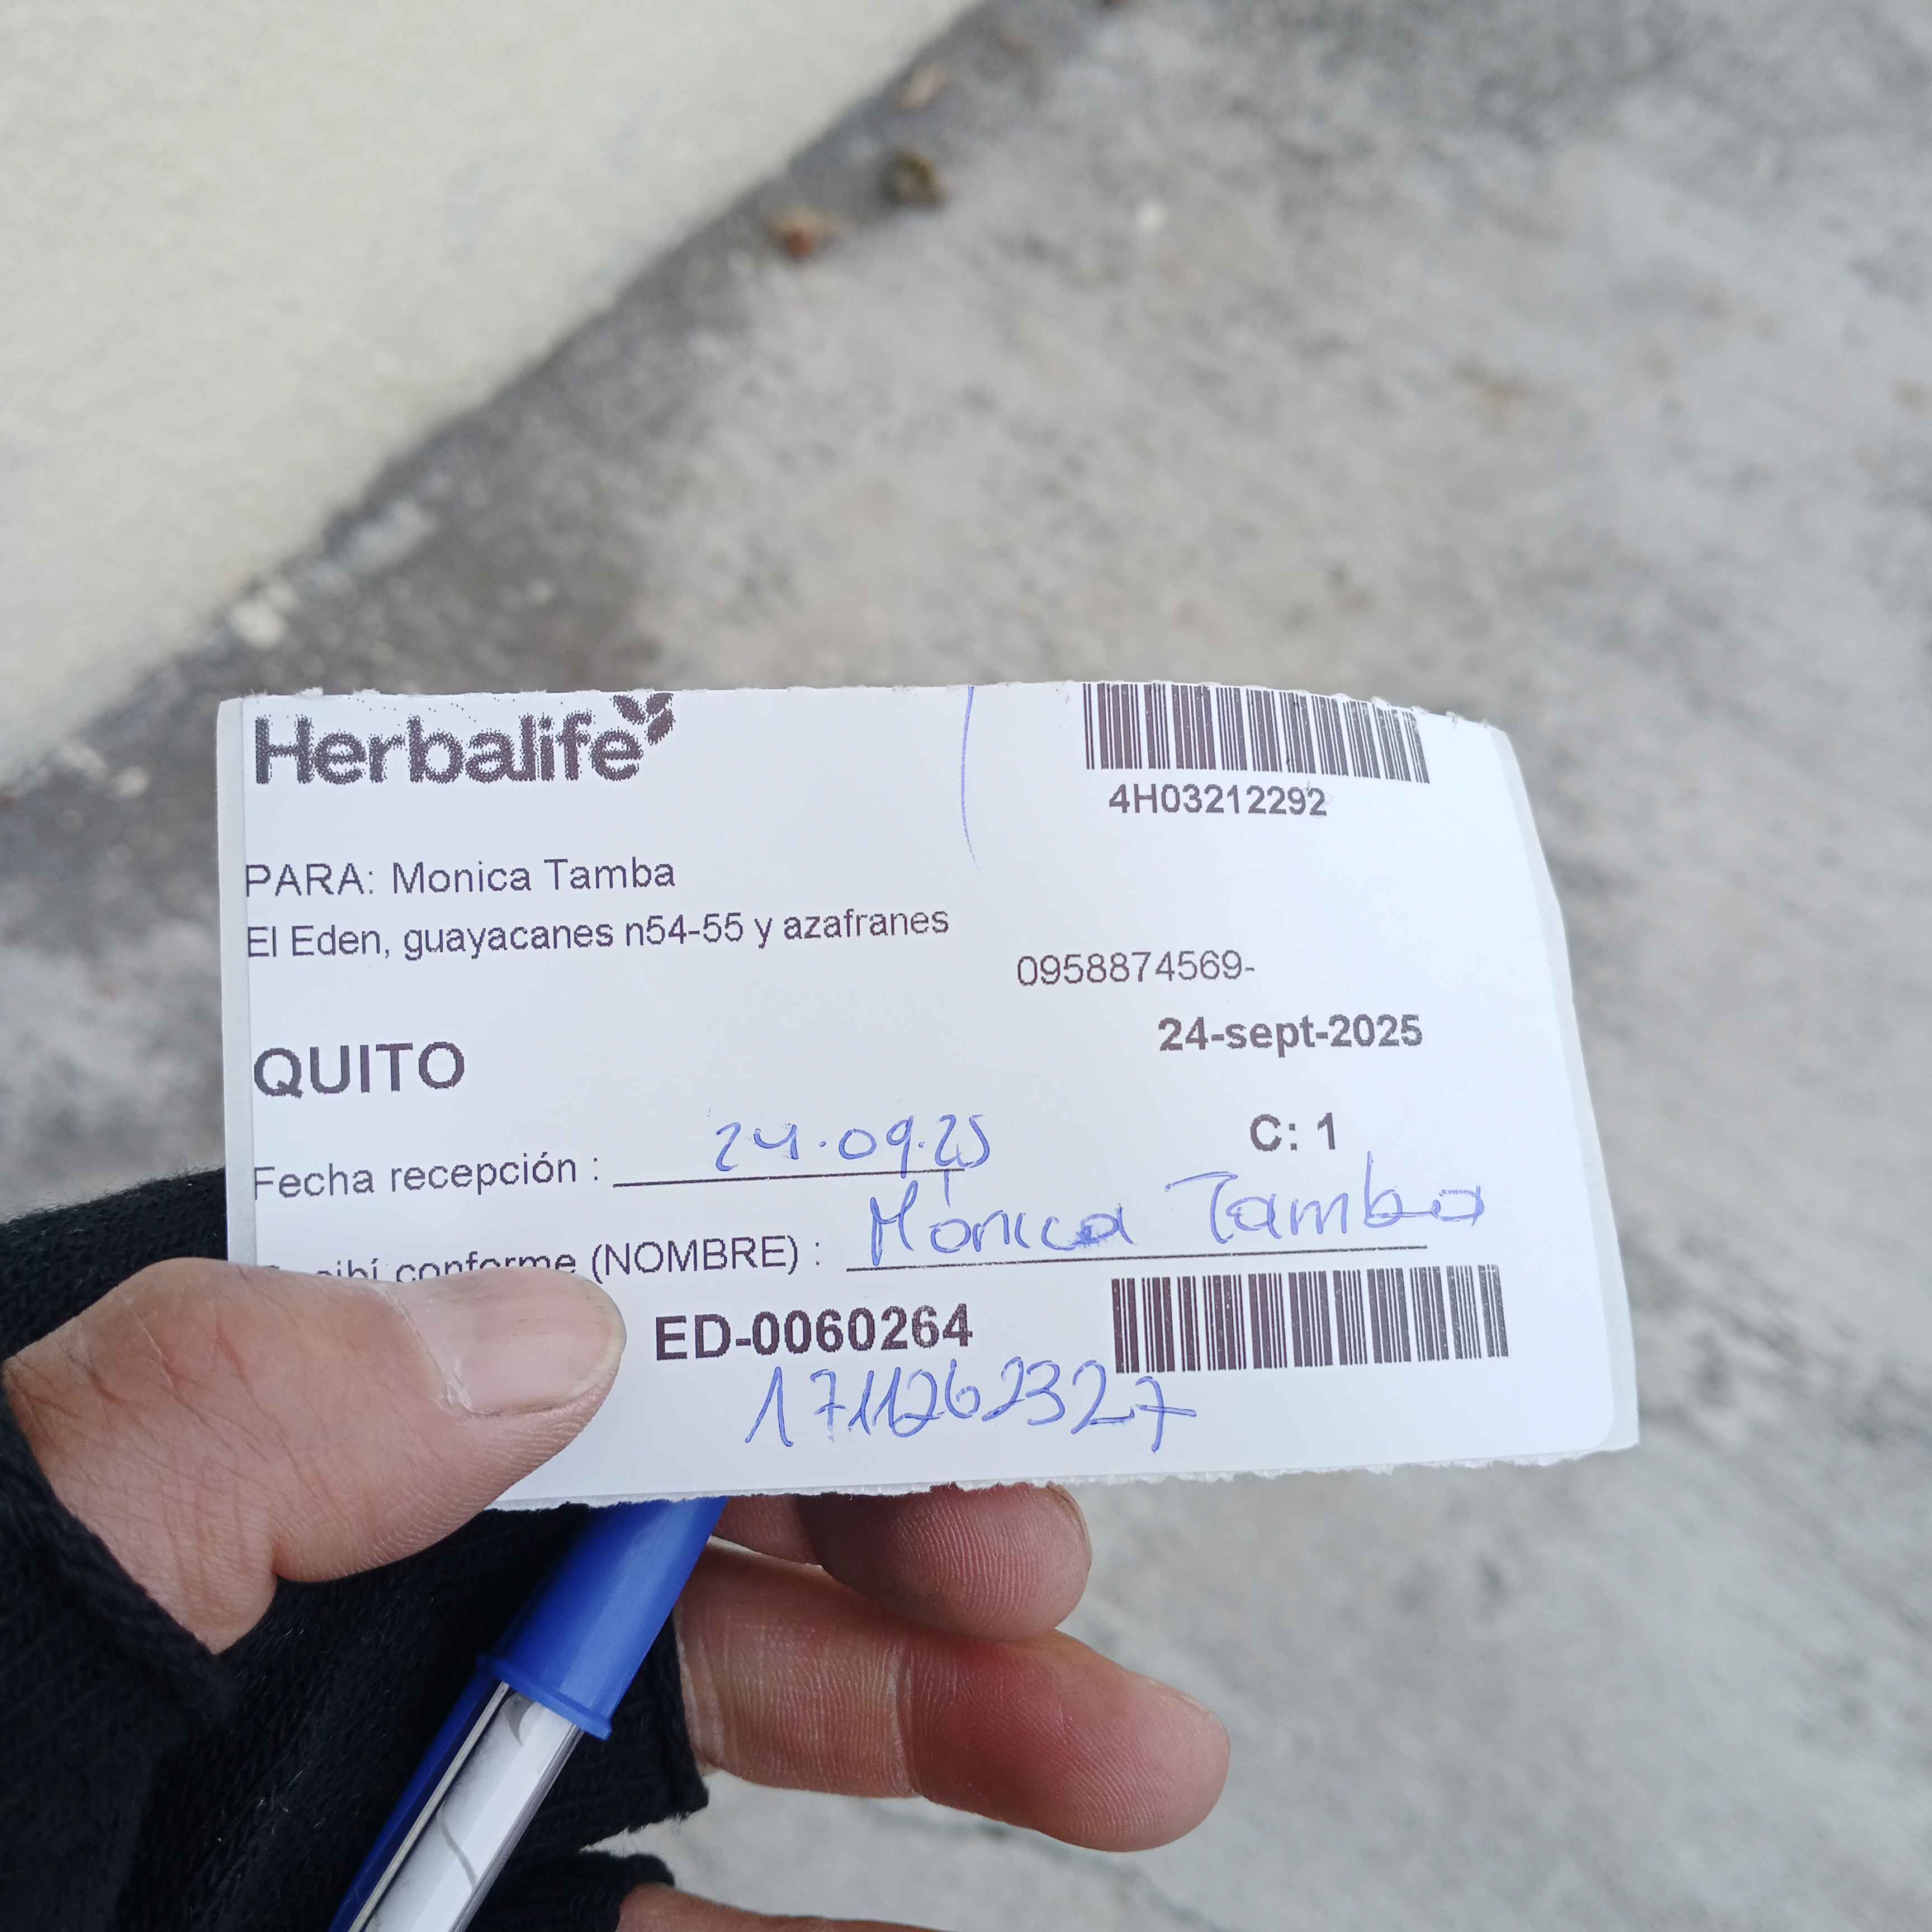 Herbalife
4H03212292
PARA: Monica Tamba
El Eden, guayacanes n54-55 y azafranes
0958874569-
24-sept-2025
QUITO
C: 1
Fecha recepción : 24.09.25
conforme (NOMBRE) : Mónica Tamba
ED-0060264
1711262327